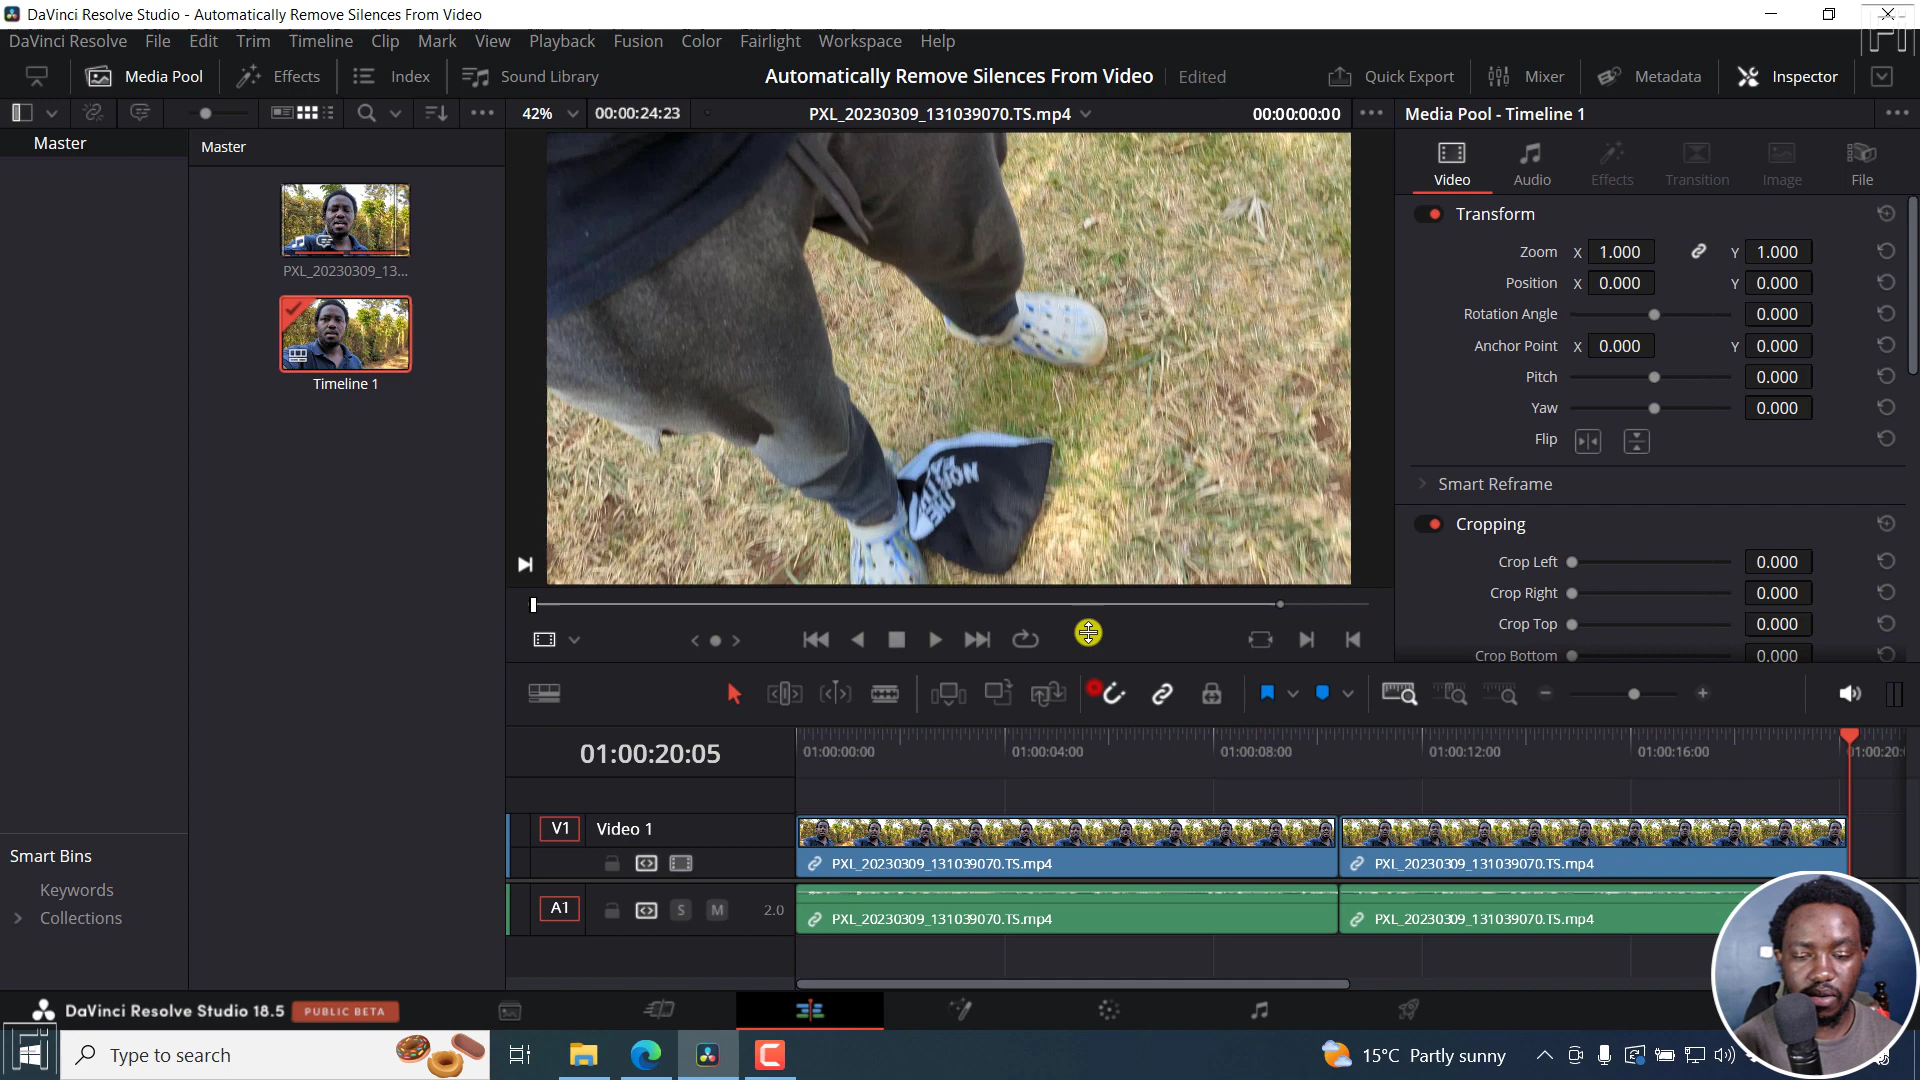 DaVinci Resolve Studio - Automatically Remove Silences From Video
DaVinci Resolve File Edit Trim Timeline Clip Mark View Playback Fusion Color Fairlight Workspace Help
Media Pool Effects Index Sound Library Automatically Remove Silences From Video Edited Quick Export Mixer Metadata Inspector
42% 00:00:24:23 PXL_20230309_131039070.TS.mp4 00:00:00:00 Media Pool - Timeline 1
Master
Master
PXL_20230309_13...
Timeline 1
Smart Bins
Keywords
Collections
THE NORTH
Video Audio Effects Transition Image File
Transform
Zoom X 1.000 Y 1.000
Position X 0.000 Y 0.000
Rotation Angle 0.000
Anchor Point X 0.000 Y 0.000
Pitch 0.000
Yaw 0.000
Flip
Smart Reframe
Cropping
Crop Left 0.000
Crop Right 0.000
Crop Top 0.000
Crop Bottom 0.000
01:00:20:05 01:00:00:00 01:00:04:00 01:00:08:00 01:00:12:00 01:00:16:00 01:00:20:
V1 Video 1
PXL_20230309_131039070.TS.mp4 PXL_20230309_131039070.TS.mp4
A1 S M 2.0
PXL_20230309_131039070.TS.mp4 PXL_20230309_131039070.TS.mp4
DaVinci Resolve Studio 18.5 PUBLIC BETA
Type to search 15°C Partly sunny